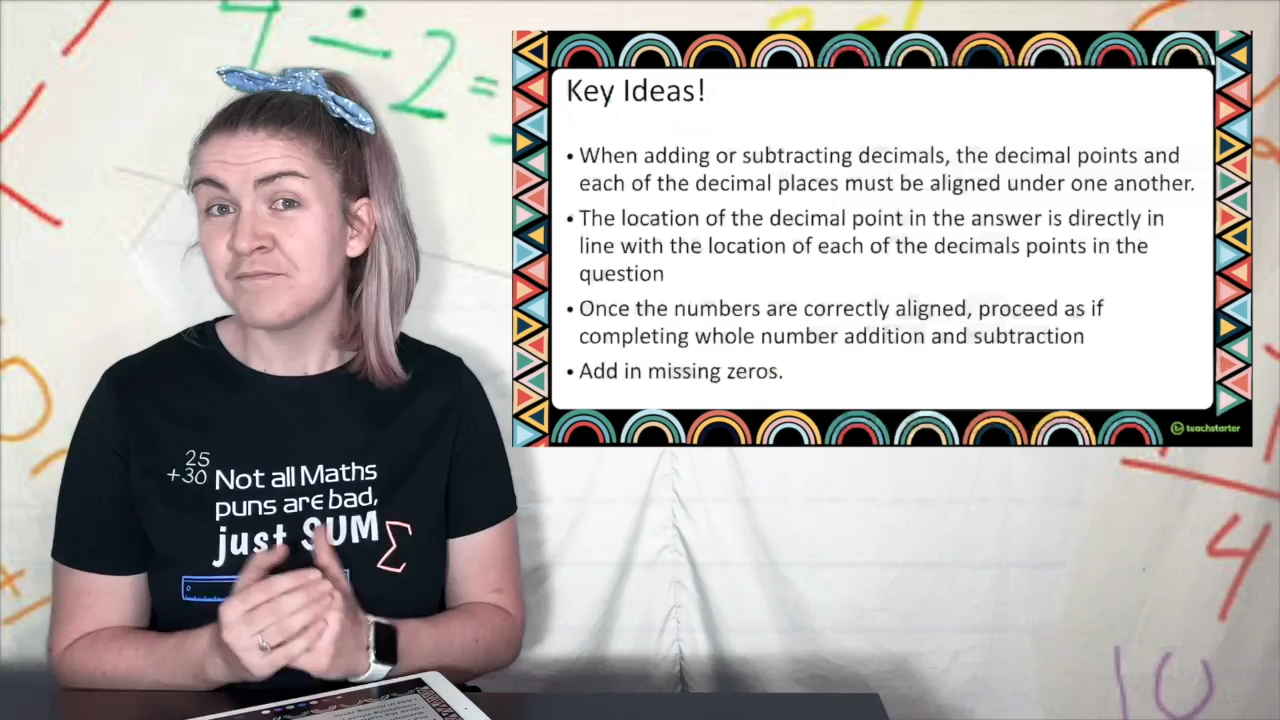 4 ÷ 2 =
Key Ideas!
• When adding or subtracting decimals, the decimal points and
each of the decimal places must be aligned under one another.
• The location of the decimal point in the answer is directly in
line with the location of each of the decimals points in the
question
• Once the numbers are correctly aligned, proceed as if
completing whole number addition and subtraction
• Add in missing zeros.
teachstarter
25
+30
Not all Maths
puns are bad,
just SUM
Σ
4
10